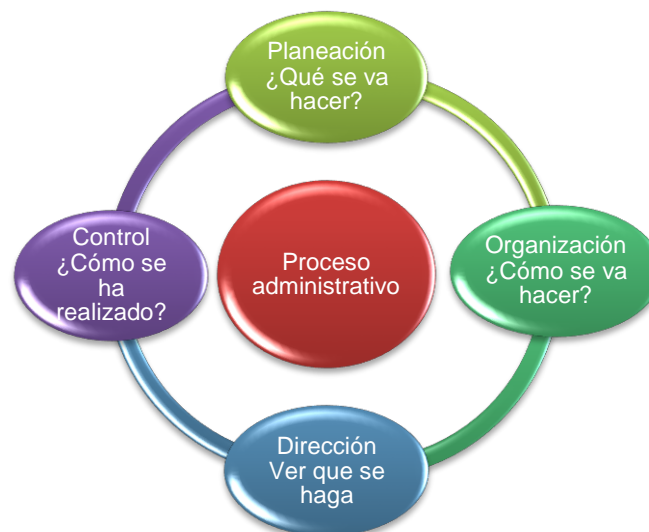 Planeación
¿Qué se va
hacer?
Control
¿Cómo se
ha
realizado?
Proceso
administrativo
Organización
¿Cómo se va
hacer?
Dirección
Ver que se
haga